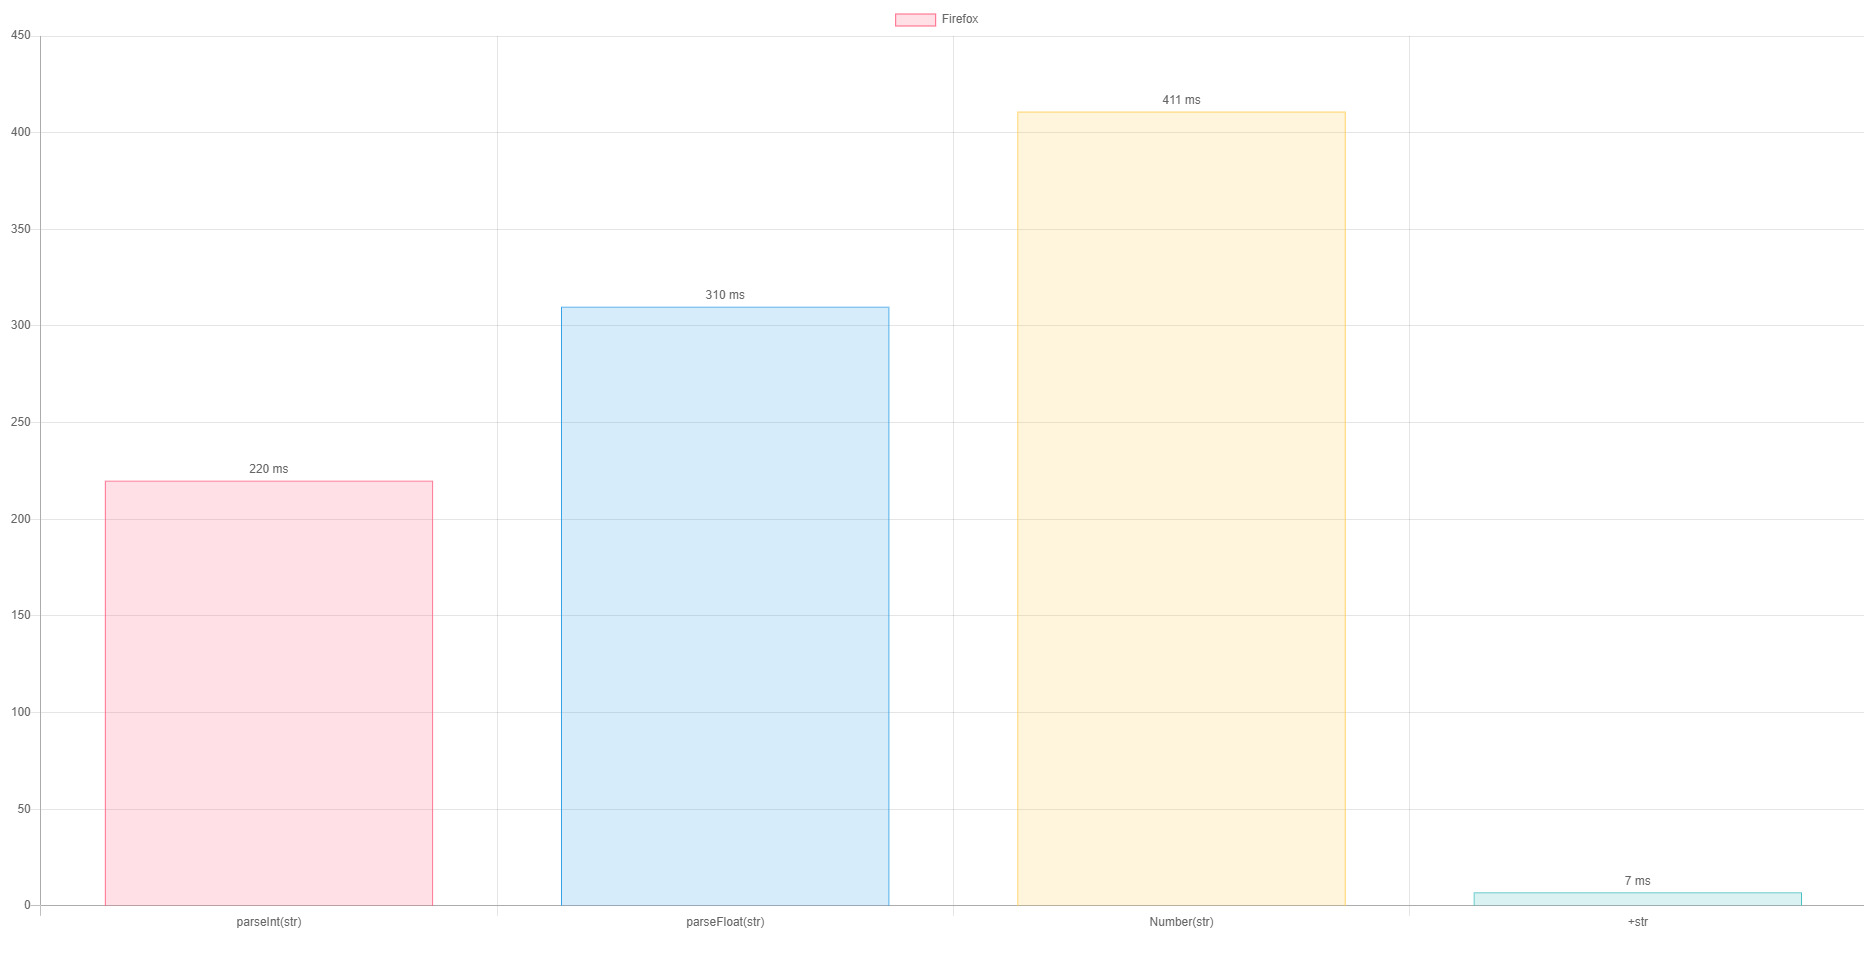 Firefox
450
400
350
300
250
200
150
100
50
0
220 ms
310 ms
411 ms
7 ms
parseInt(str)
parseFloat(str)
Number(str)
+str